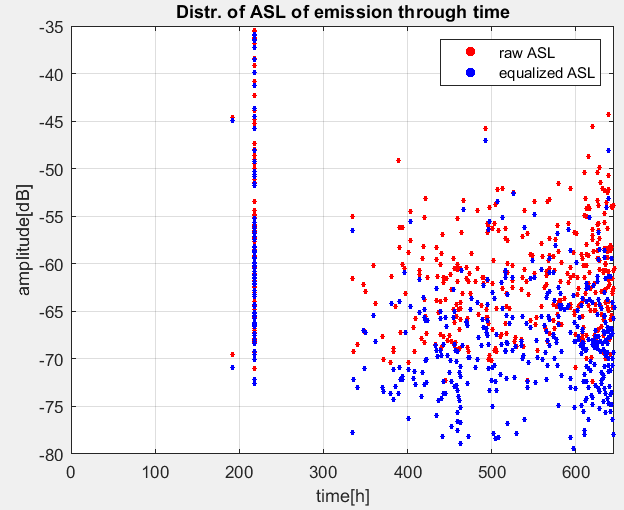 Distr. of ASL of emission through time
raw ASL
equalized ASL
amplitude[dB]
-35
-40
-45
-50
-55
-60
-65
-70
-75
-80
0 100 200 300 400 500 600
time[h]